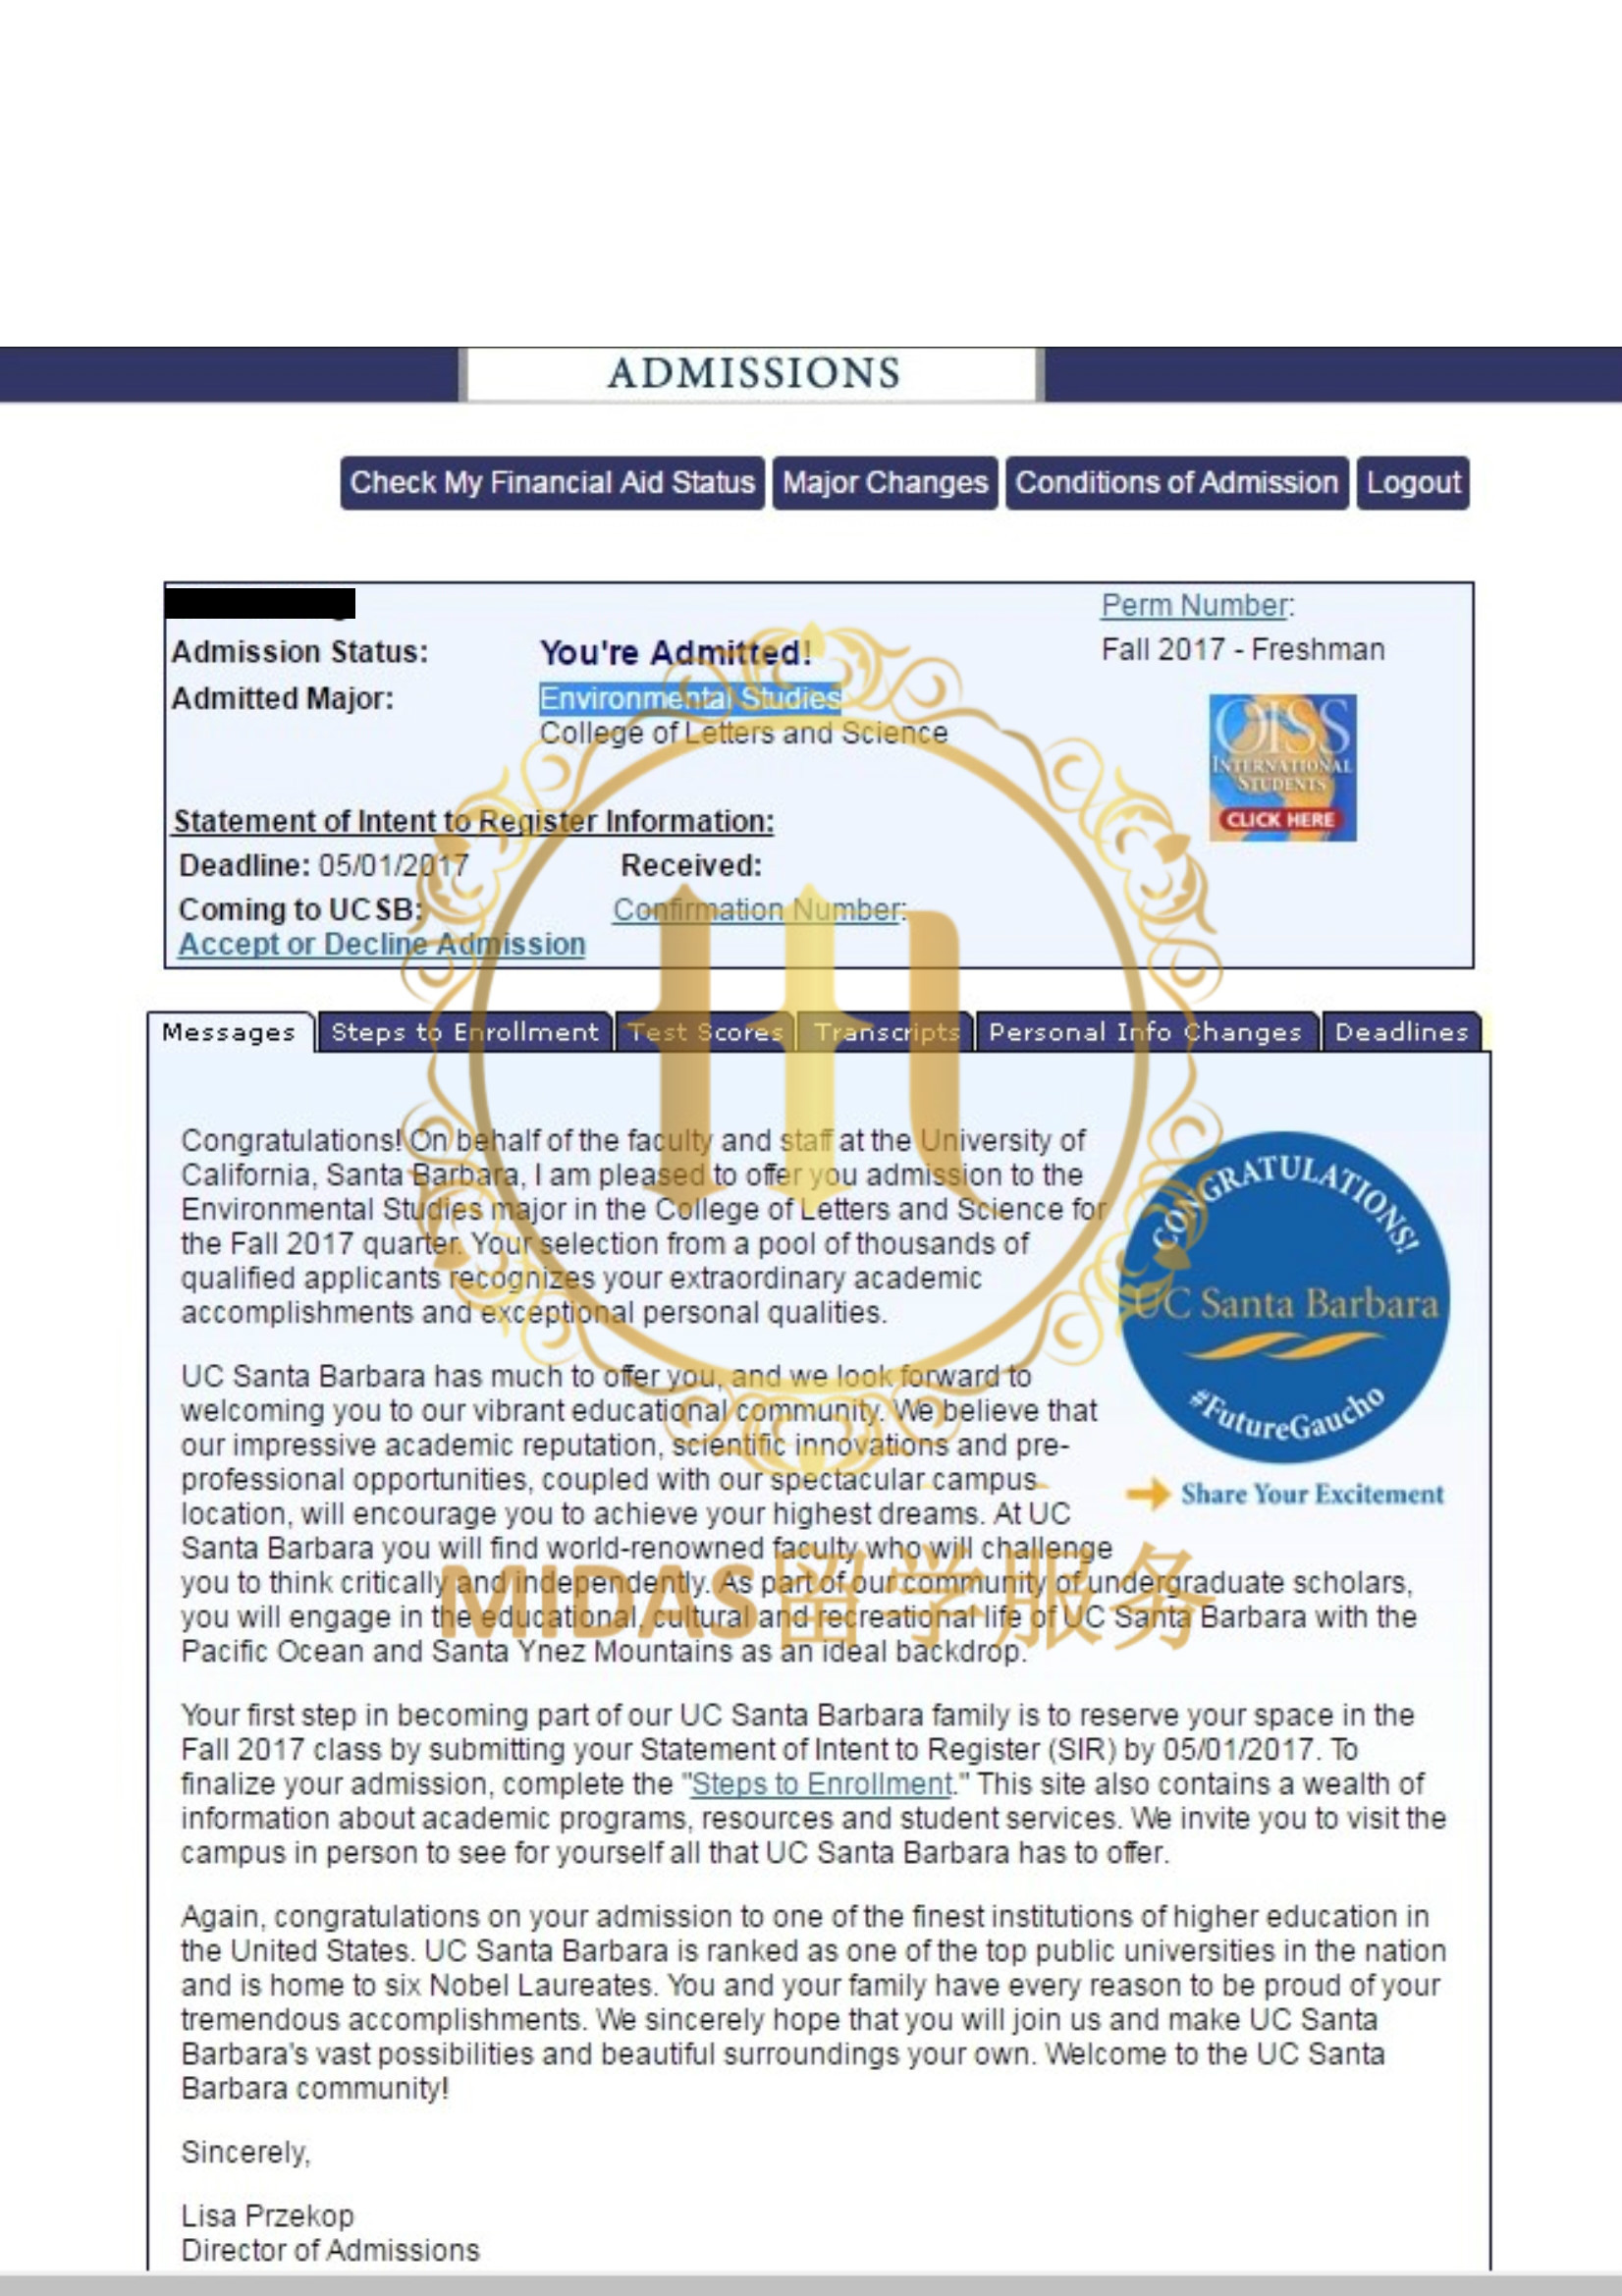 ADMISSIONS
Check My Financial Aid Status Major Changes Conditions of Admission Logout
Perm Number:
Admission Status: You're Admitted! Fall 2017 - Freshman
Admitted Major: Environmental Studies
College of Letters and Science
OISS
INTERNATIONAL
STUDENTS
CLICK HERE
Statement of Intent to Register Information:
Deadline: 05/01/2017 Received:
Coming to UCSB: Confirmation Number:
Accept or Decline Admission
Messages Steps to Enrollment Test Scores Transcripts Personal Info Changes Deadlines
Congratulations! On behalf of the faculty and staff at the University of
California, Santa Barbara, I am pleased to offer you admission to the
Environmental Studies major in the College of Letters and Science for
the Fall 2017 quarter. Your selection from a pool of thousands of
qualified applicants recognizes your extraordinary academic
accomplishments and exceptional personal qualities.
CONGRATULATIONS!
UC Santa Barbara
#FutureGaucho
Share Your Excitement
UC Santa Barbara has much to offer you, and we look forward to
welcoming you to our vibrant educational community. We believe that
our impressive academic reputation, scientific innovations and pre-
professional opportunities, coupled with our spectacular campus
location, will encourage you to achieve your highest dreams. At UC
Santa Barbara you will find world-renowned faculty who will challenge
you to think critically and independently. As part of our community of undergraduate scholars,
you will engage in the educational, cultural and recreational life of UC Santa Barbara with the
Pacific Ocean and Santa Ynez Mountains as an ideal backdrop.
MIDAS留学服务
Your first step in becoming part of our UC Santa Barbara family is to reserve your space in the
Fall 2017 class by submitting your Statement of Intent to Register (SIR) by 05/01/2017. To
finalize your admission, complete the "Steps to Enrollment." This site also contains a wealth of
information about academic programs, resources and student services. We invite you to visit the
campus in person to see for yourself all that UC Santa Barbara has to offer.
Again, congratulations on your admission to one of the finest institutions of higher education in
the United States. UC Santa Barbara is ranked as one of the top public universities in the nation
and is home to six Nobel Laureates. You and your family have every reason to be proud of your
tremendous accomplishments. We sincerely hope that you will join us and make UC Santa
Barbara's vast possibilities and beautiful surroundings your own. Welcome to the UC Santa
Barbara community!
Sincerely,
Lisa Przekop
Director of Admissions